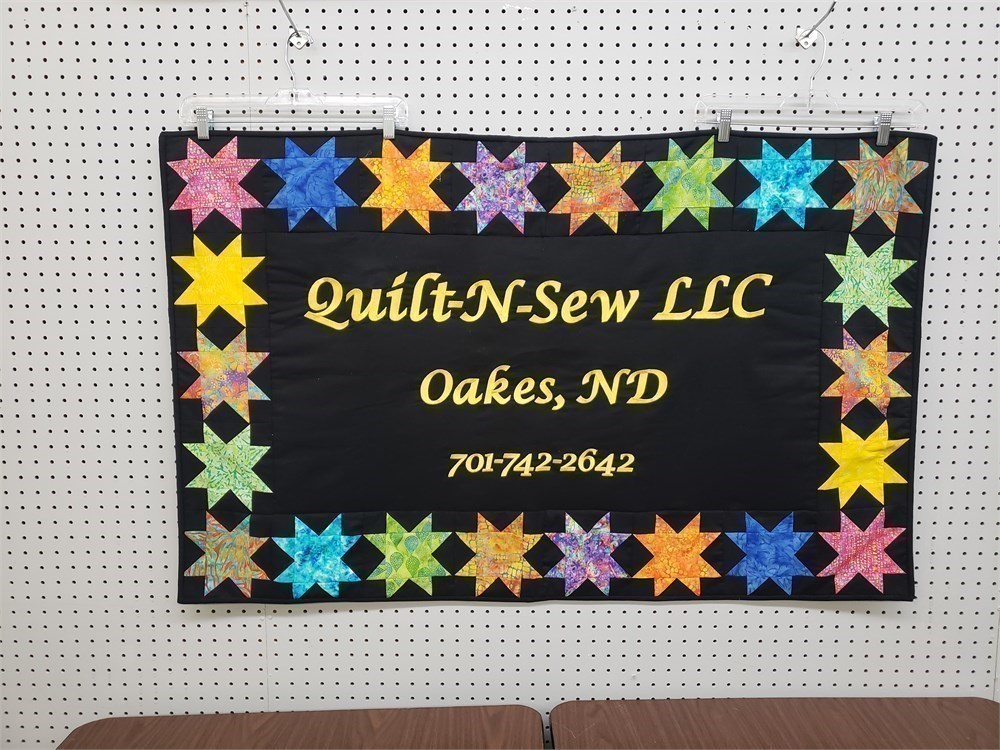 Quilt-N-Sew LLC
Oakes, ND
701-742-2642